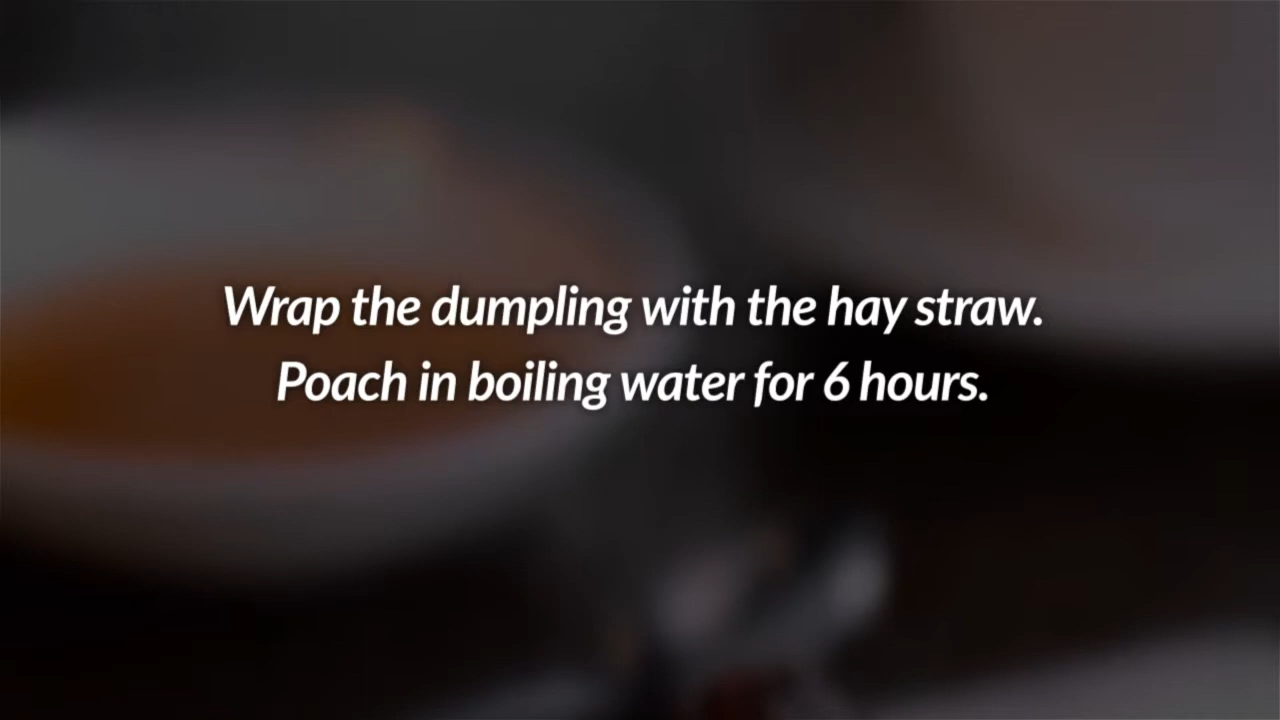 Wrap the dumpling with the hay straw.
Poach in boiling water for 6 hours.